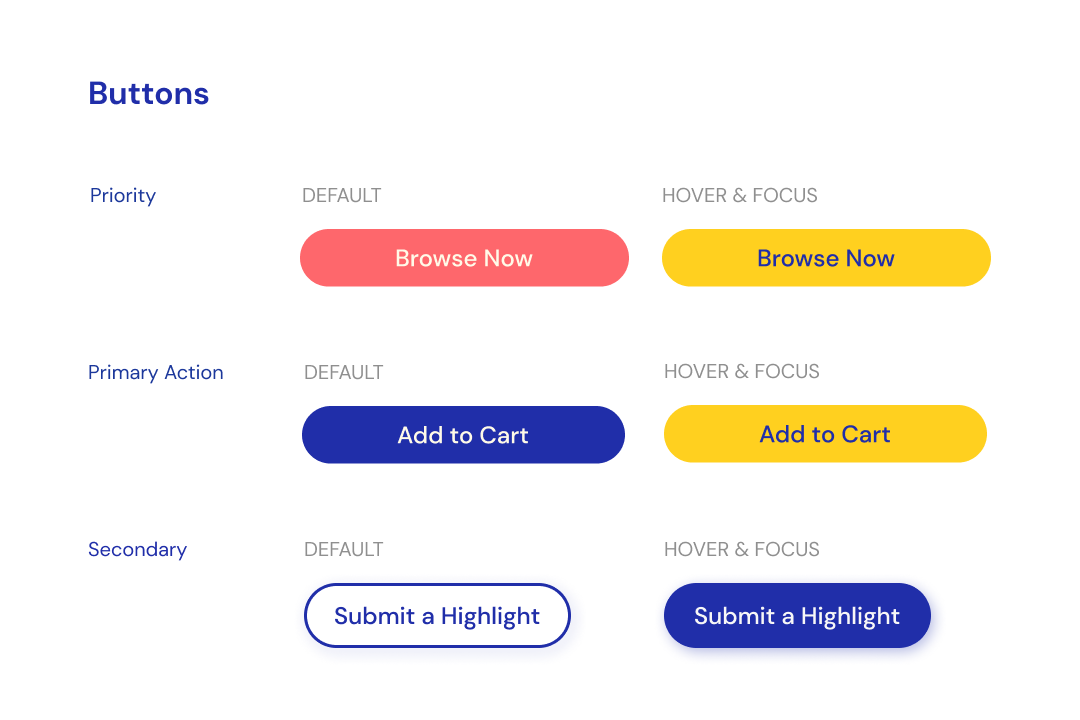 Buttons
Priority
DEFAULT
HOVER & FOCUS
Browse Now
Browse Now
Primary Action
DEFAULT
HOVER & FOCUS
Add to Cart
Add to Cart
Secondary
DEFAULT
HOVER & FOCUS
Submit a Highlight
Submit a Highlight